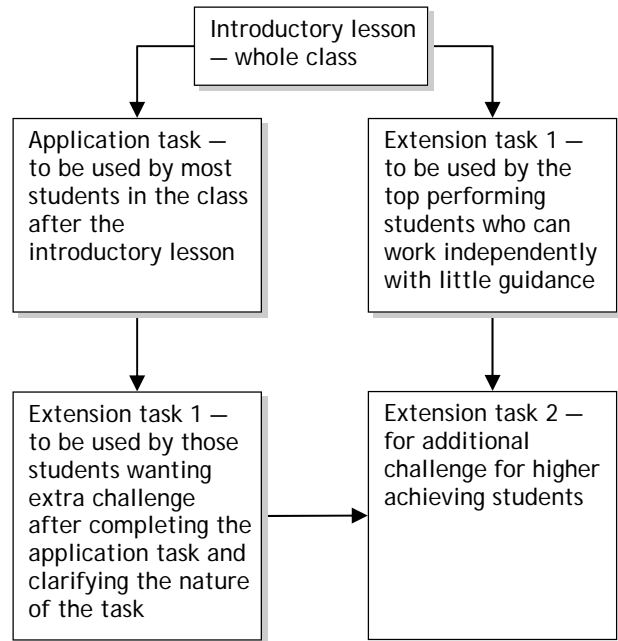 Introductory lesson
— whole class
Application task —
to be used by most
students in the class
after the
introductory lesson
Extension task 1 —
to be used by the
top performing
students who can
work independently
with little guidance
Extension task 1 —
to be used by those
students wanting
extra challenge
after completing the
application task and
clarifying the nature
of the task
Extension task 2 —
for additional
challenge for higher
achieving students